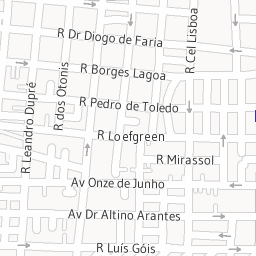 R Dr Diogo de Faria
R Cel Lisboa
R Borges Lagoa
R Leandro Dupré
R dos Otonis
R Pedro de Toledo
R Loefgreen
R Mirassol
Av Onze de Junho
Av Dr Altino Arantes
R Luís Góis